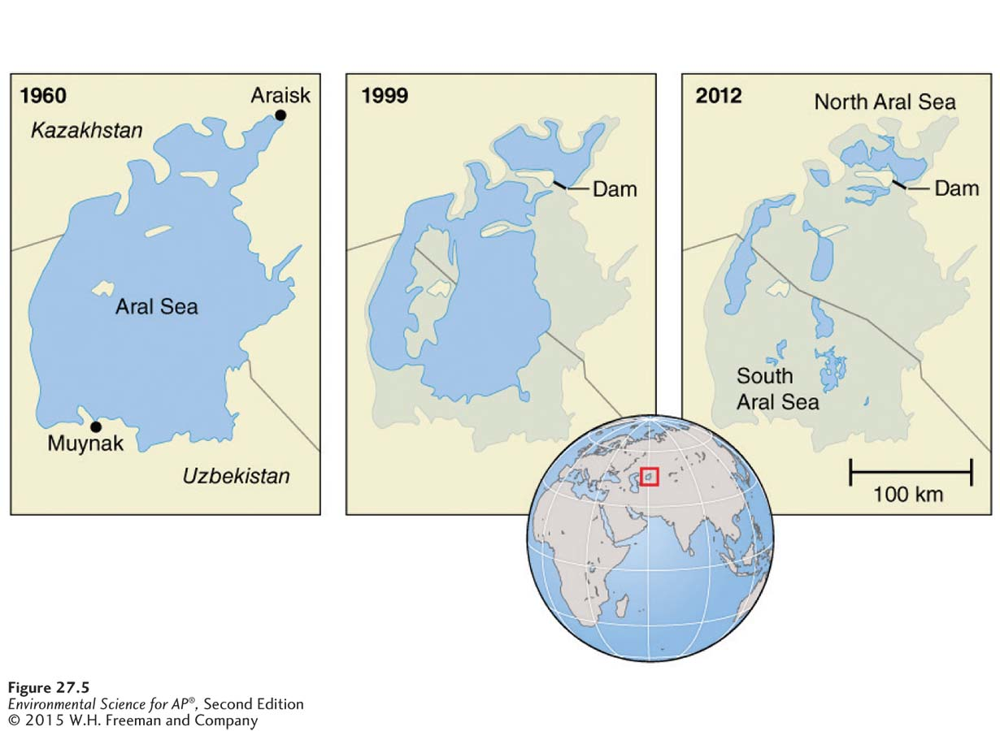 1960
Araisk
Kazakhstan
Aral Sea
Muynak
Uzbekistan
1999
Dam
2012
North Aral Sea
Dam
South
Aral Sea
100 km
Figure 27.5
Environmental Science for AP®, Second Edition
© 2015 W.H. Freeman and Company